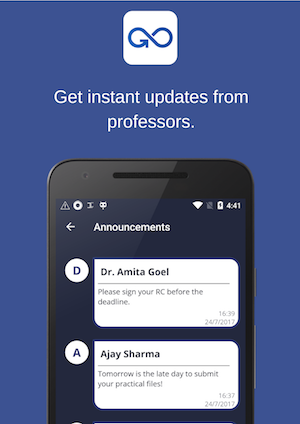 GO
Get instant updates from
professors.
4:41
Announcements
D
Dr. Amita Goel
Please sign your RC before the
deadline.
16:39
24/7/2017
A
Ajay Sharma
Tomorrow is the late day to submit
your practical files!
16:37
24/7/2017